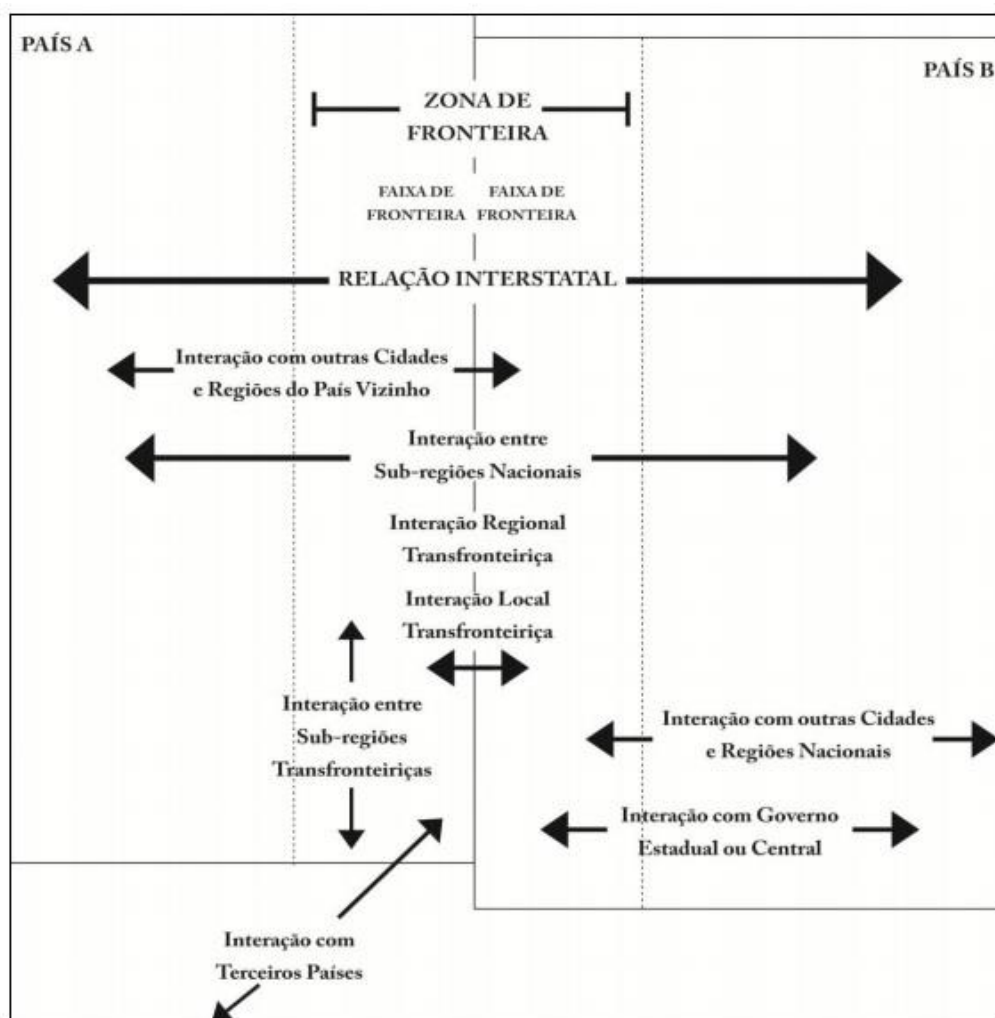 PAÍS A
PAÍS B
ZONA DE
FRONTEIRA
FAIXA DE
FRONTEIRA
FAIXA DE
FRONTEIRA
RELAÇÃO INTERSTATAL
Interação com outras Cidades
e Regiões do País Vizinho
Interação entre
Sub-regiões Nacionais
Interação Regional
Transfronteiriça
Interação Local
Transfronteiriça
Interação entre
Sub-regiões
Transfronteiriças
Interação com outras Cidades
e Regiões Nacionais
Interação com Governo
Estadual ou Central
Interação com
Terceiros Países